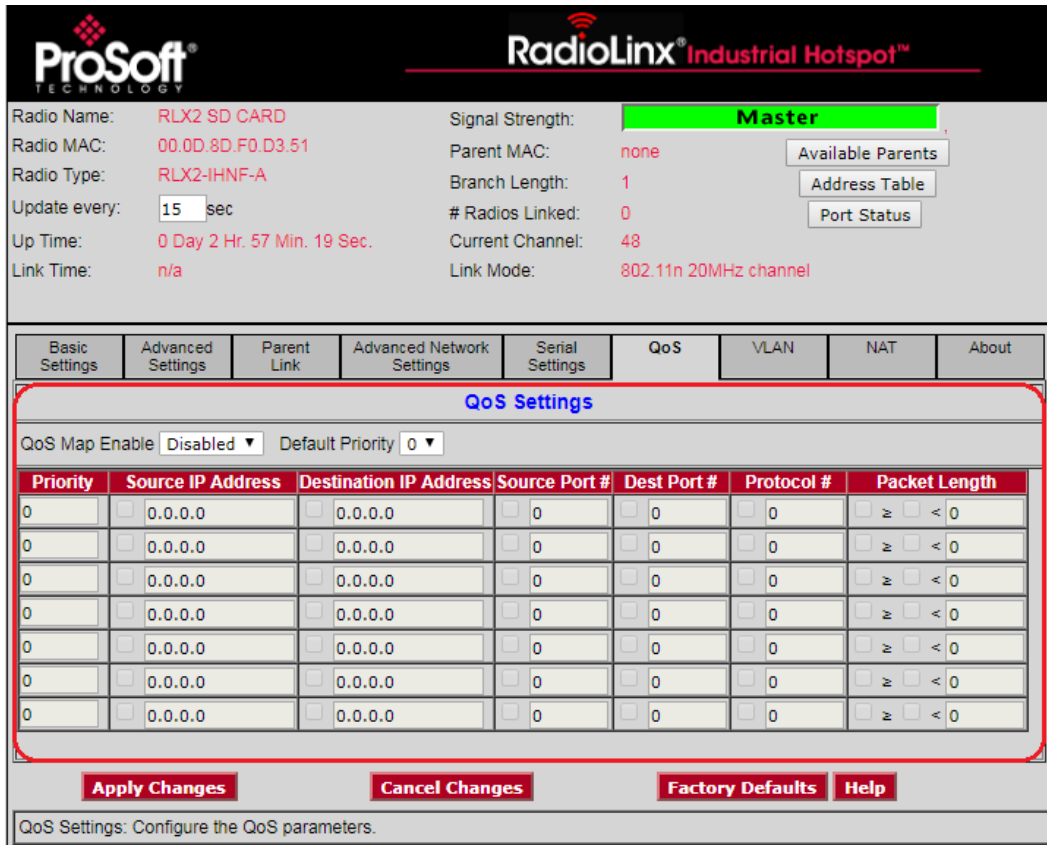 ProSoft®
TECHNOLOGY
RadioLinx® Industrial Hotspot™
Radio Name: RLX2 SD CARD
Signal Strength: Master ,
Radio MAC: 00.0D.8D.F0.D3.51
Parent MAC: none Available Parents
Radio Type: RLX2-IHNF-A
Branch Length: 1 Address Table
Update every: 15 sec
# Radios Linked: 0 Port Status
Up Time: 0 Day 2 Hr. 57 Min. 19 Sec.
Current Channel: 48
Link Time: n/a
Link Mode: 802.11n 20MHz channel
Basic Settings Advanced Settings Parent Link Advanced Network Settings Serial Settings QoS VLAN NAT About
QoS Settings
QoS Map Enable Disabled ▼ Default Priority 0 ▼
Priority Source IP Address Destination IP Address Source Port # Dest Port # Protocol # Packet Length
0 0.0.0.0 0.0.0.0 0 0 0 ≥ < 0
0 0.0.0.0 0.0.0.0 0 0 0 ≥ < 0
0 0.0.0.0 0.0.0.0 0 0 0 ≥ < 0
0 0.0.0.0 0.0.0.0 0 0 0 ≥ < 0
0 0.0.0.0 0.0.0.0 0 0 0 ≥ < 0
0 0.0.0.0 0.0.0.0 0 0 0 ≥ < 0
0 0.0.0.0 0.0.0.0 0 0 0 ≥ < 0
Apply Changes Cancel Changes Factory Defaults Help
QoS Settings: Configure the QoS parameters.